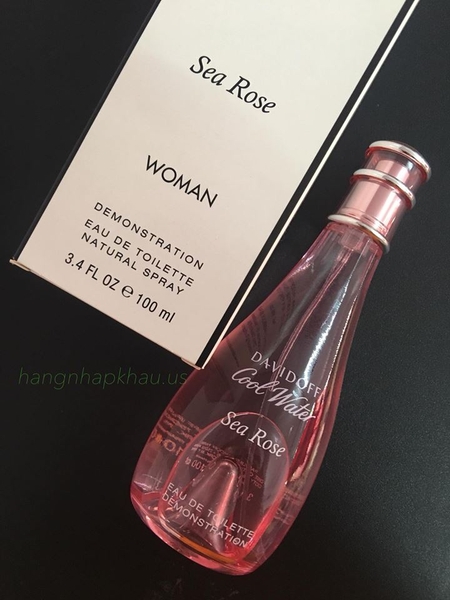 Sea Rose
WOMAN
DEMONSTRATION
EAU DE TOILETTE
NATURAL SPRAY
3.4 FL OZ ℮ 100 ml
hangnhapkhau.us
DAVIDOFF
Cool Water
Sea Rose
EAU DE TOILETTE
DEMONSTRATION